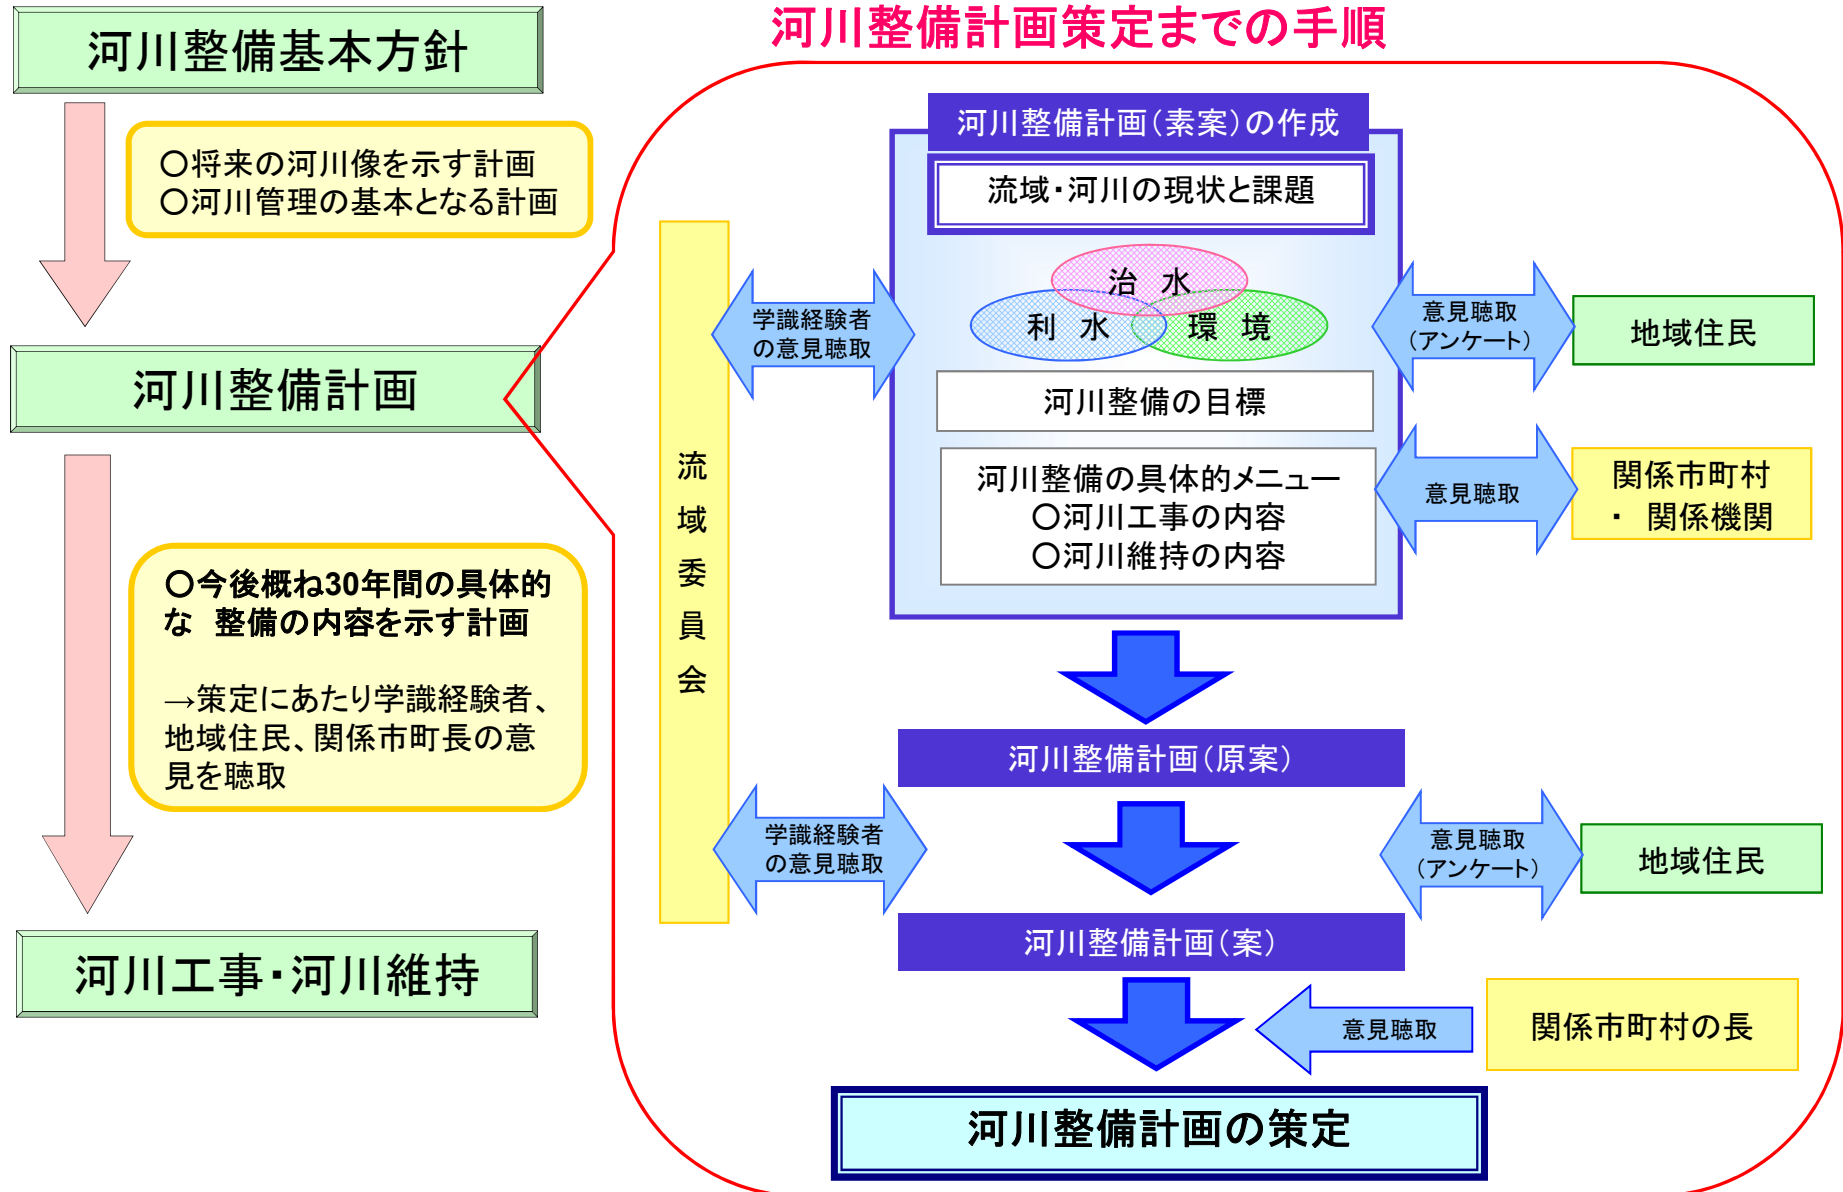 河川整備計画策定までの手順
河川整備基本方針
○将来の河川像を示す計画
○河川管理の基本となる計画
河川整備計画
○今後概ね30年間の具体的
な　整備の内容を示す計画
→策定にあたり学識経験者、
地域住民、関係市町長の意
見を聴取
河川工事・河川維持
流域委員会
河川整備計画（素案）の作成
流域・河川の現状と課題
治　水
利　水
環　境
河川整備の目標
河川整備の具体的メニュー
○河川工事の内容
○河川維持の内容
学識経験者
の意見聴取
意見聴取
（アンケート）
地域住民
意見聴取
関係市町村
・　関係機関
河川整備計画（原案）
学識経験者
の意見聴取
意見聴取
（アンケート）
地域住民
河川整備計画（案）
意見聴取
関係市町村の長
河川整備計画の策定